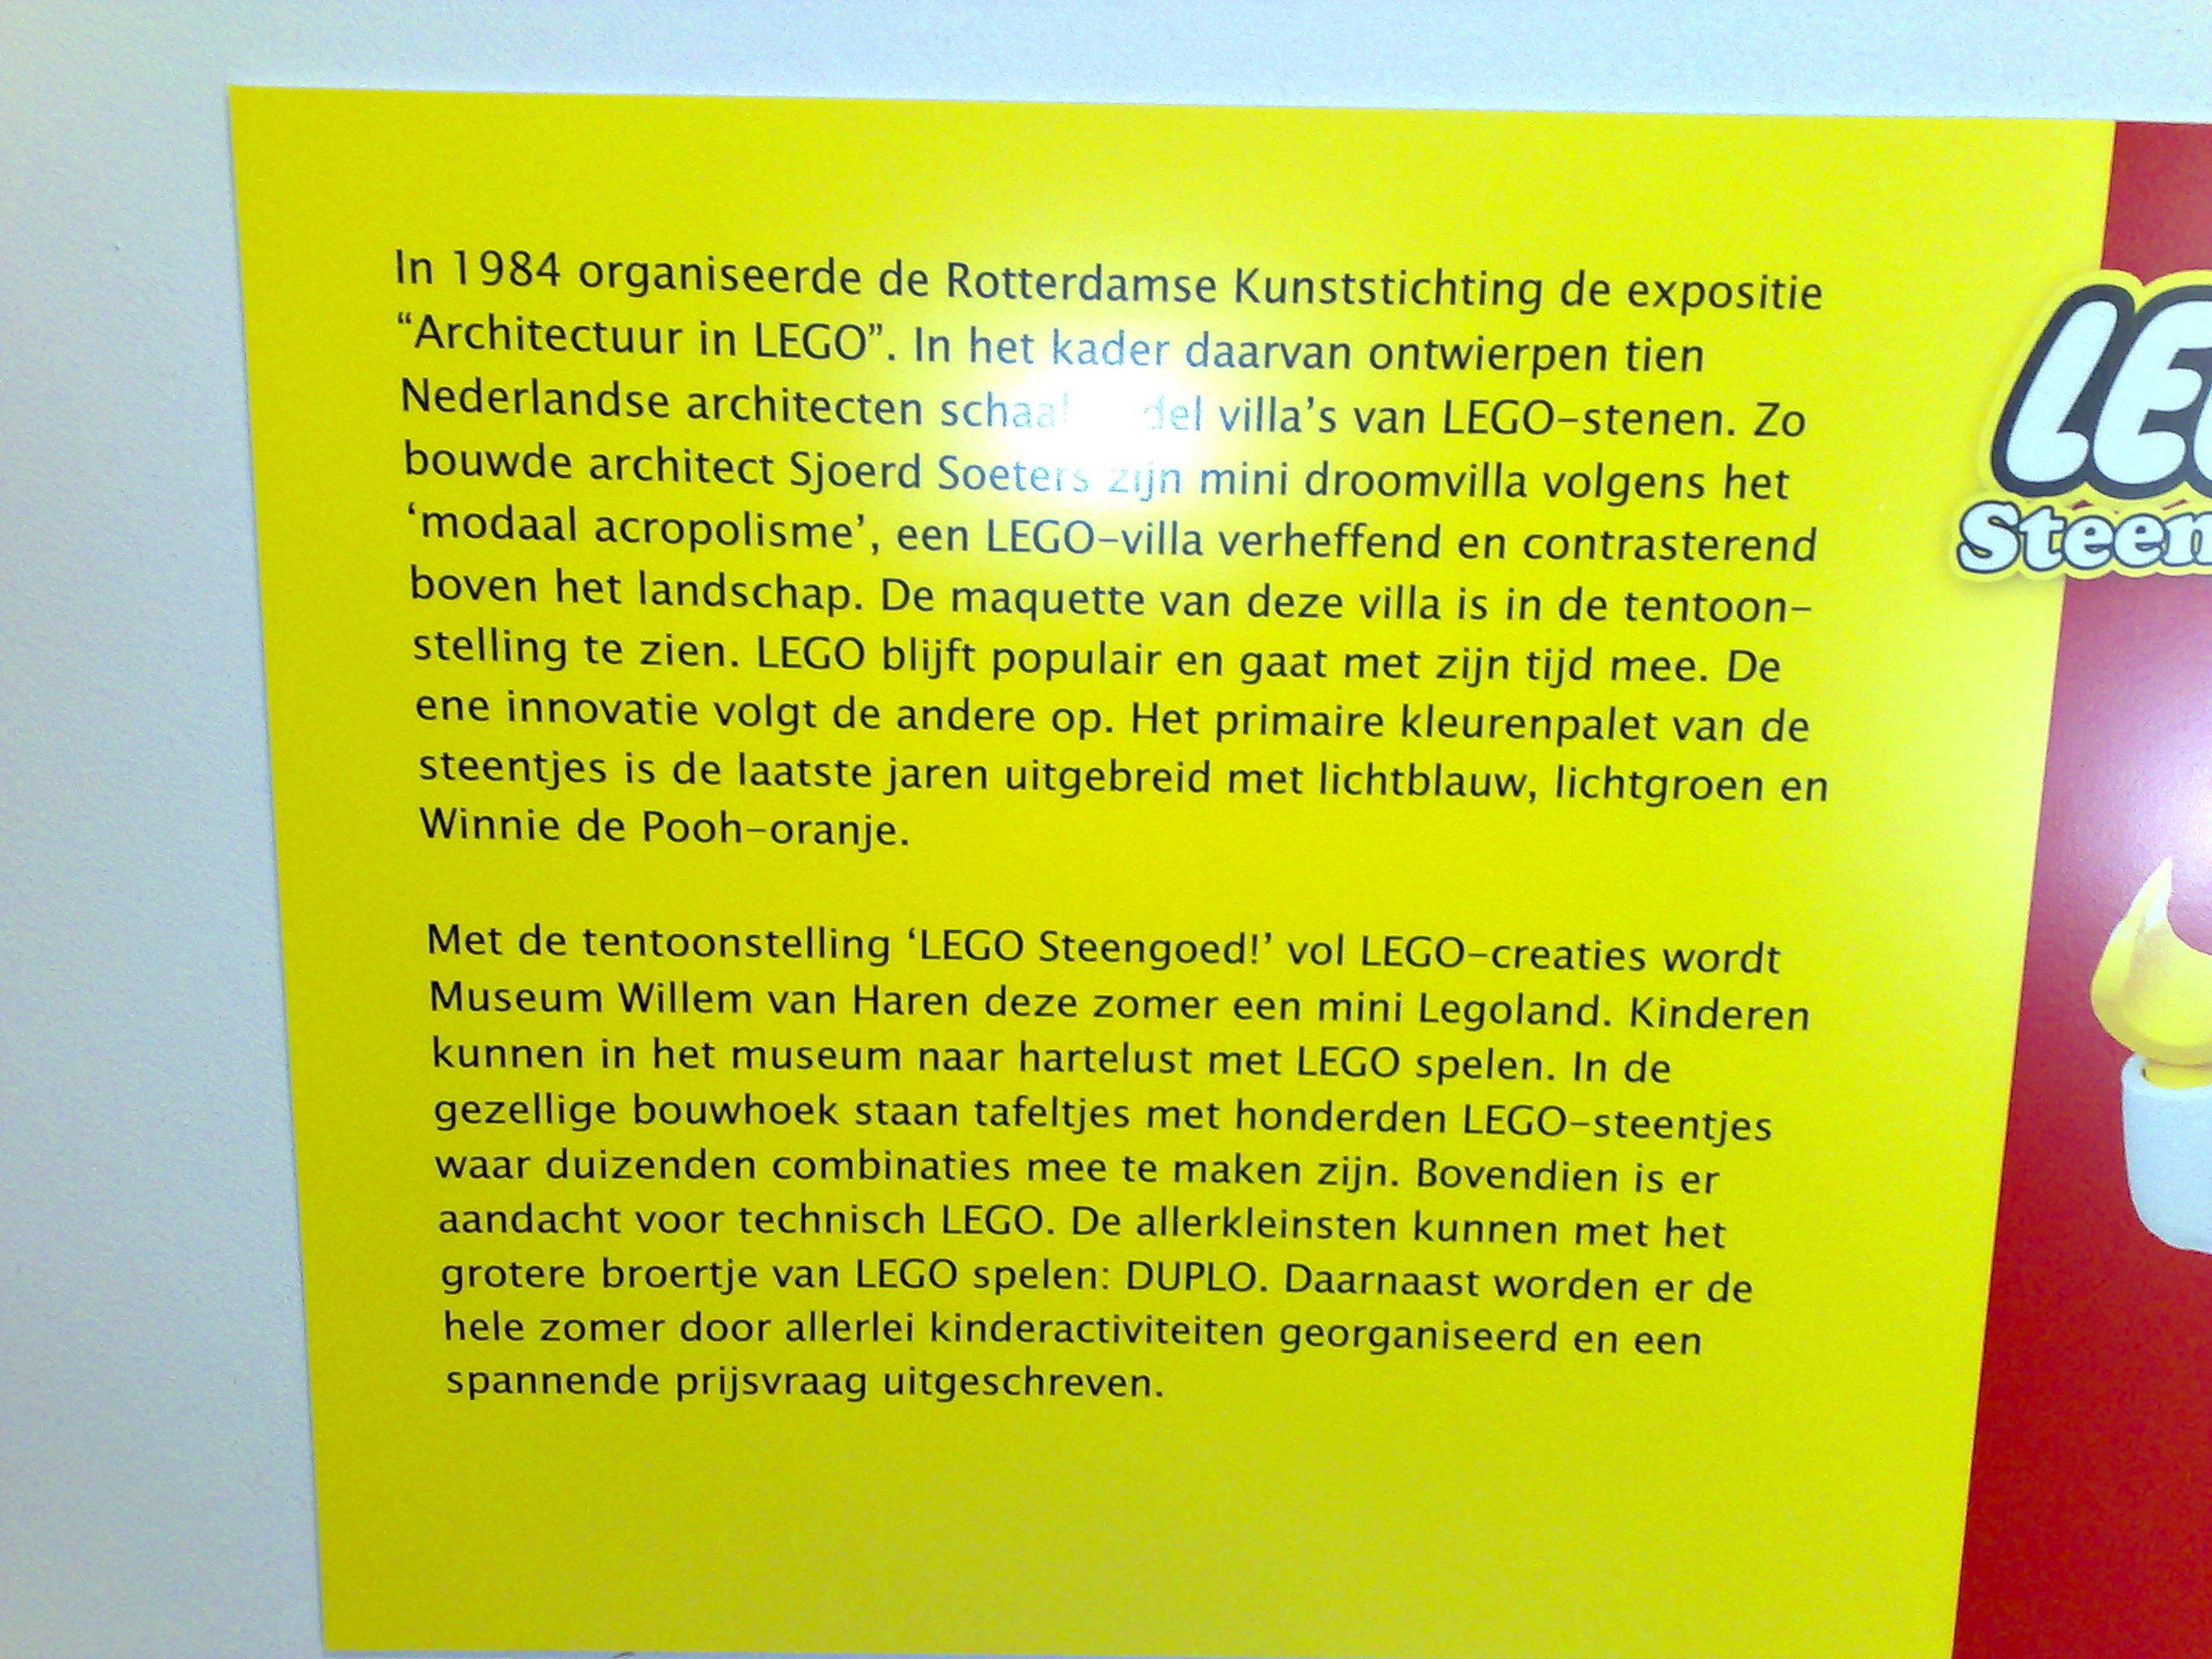 In 1984 organiseerde de Rotterdamse Kunststichting de expositie
“Architectuur in LEGO”. In het kader daarvan ontwierpen tien
Nederlandse architecten villa’s van LEGO-stenen. Zo
bouwde architect Sjoerd Soeters zijn mini droomvilla volgens het
‘modaal acropolisme’, een LEGO-villa verheffend en contrasterend
boven het landschap. De maquette van deze villa is in de tentoon-
stelling te zien. LEGO blijft populair en gaat met zijn tijd mee. De
ene innovatie volgt de andere op. Het primaire kleurenpalet van de
steentjes is de laatste jaren uitgebreid met lichtblauw, lichtgroen en
Winnie de Pooh-oranje.
Met de tentoonstelling ‘LEGO Steengoed!’ vol LEGO-creaties wordt
Museum Willem van Haren deze zomer een mini Legoland. Kinderen
kunnen in het museum naar hartelust met LEGO spelen. In de
gezellige bouwhoek staan tafeltjes met honderden LEGO-steentjes
waar duizenden combinaties mee te maken zijn. Bovendien is er
aandacht voor technisch LEGO. De allerkleinsten kunnen met het
grotere broertje van LEGO spelen: DUPLO. Daarnaast worden er de
hele zomer door allerlei kinderactiviteiten georganiseerd en een
spannende prijsvraag uitgeschreven.